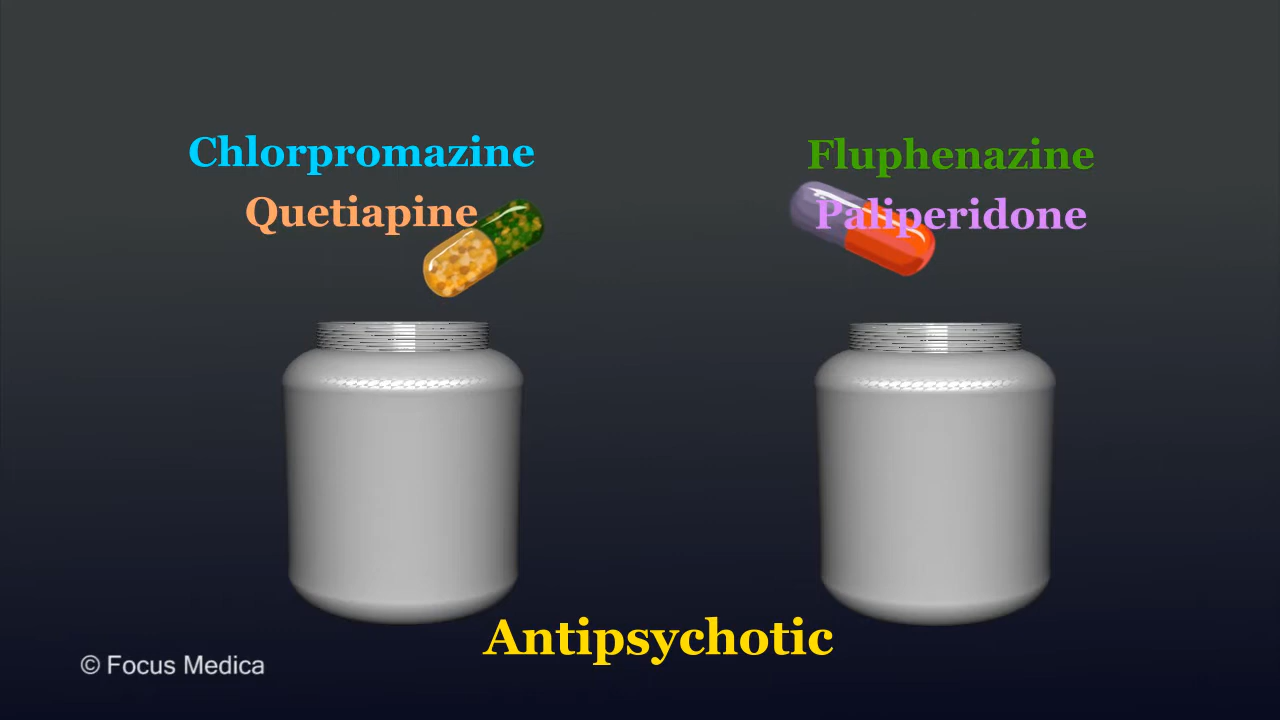 Chlorpromazine
Quetiapine
Fluphenazine
Paliperidone
Antipsychotic
© Focus Medica